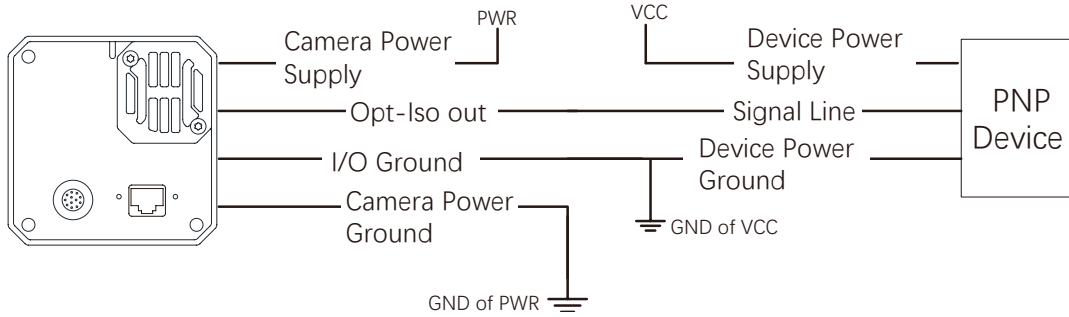 PWR
VCC
Camera Power
Supply
Device Power
Supply
Opt-Iso out
Signal Line
PNP
Device
I/O Ground
Device Power
Ground
Camera Power
Ground
GND of VCC
GND of PWR